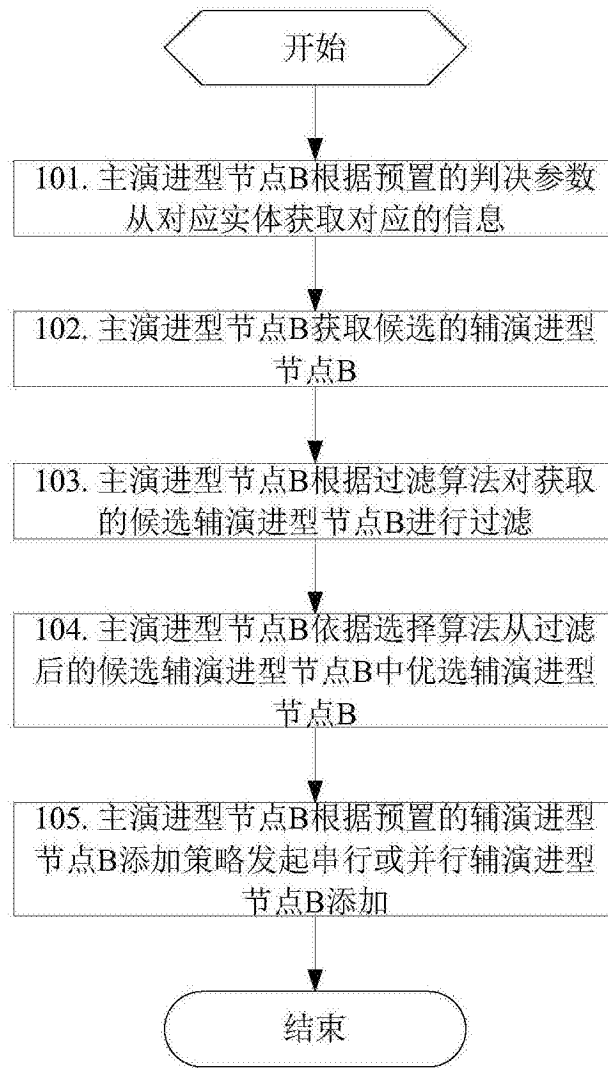 开始
101. 主演进型节点B根据预置的判决参数
从对应实体获取对应的信息
102. 主演进型节点B获取候选的辅演进型
节点B
103. 主演进型节点B根据过滤算法对获取
的候选辅演进型节点B进行过滤
104. 主演进型节点B依据选择算法从过滤
后的候选辅演进型节点B中优选辅演进型
节点B
105. 主演进型节点B根据预置的辅演进型
节点B添加策略发起串行或并行辅演进型
节点B添加
结束